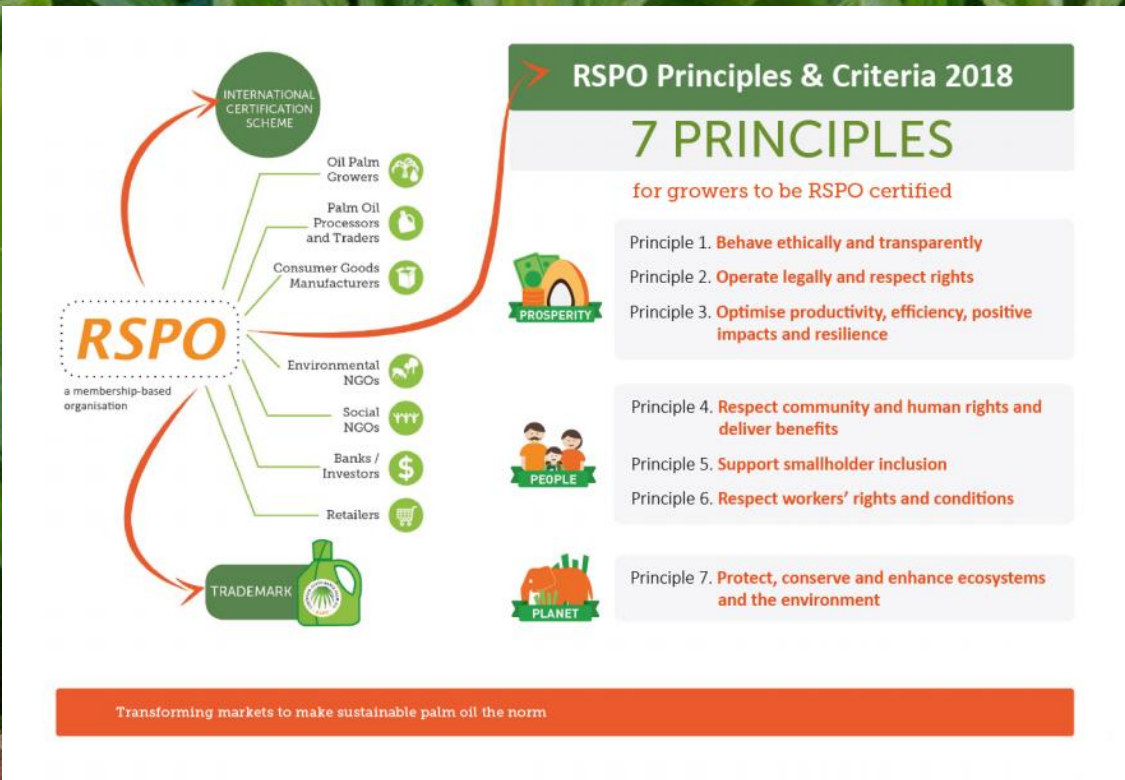 INTERNATIONAL
CERTIFICATION
SCHEME
Oil Palm
Growers
Palm Oil
Processors
and Traders
Consumer Goods
Manufacturers
RSPO
a membership-based
organisation
Environmental
NGOs
Social
NGOs
Banks /
Investors
$
Retailers
TRADEMARK
RSPO Principles & Criteria 2018
7 PRINCIPLES
for growers to be RSPO certified
PROSPERITY
Principle 1. Behave ethically and transparently
Principle 2. Operate legally and respect rights
Principle 3. Optimise productivity, efficiency, positive
impacts and resilience
PEOPLE
Principle 4. Respect community and human rights and
deliver benefits
Principle 5. Support smallholder inclusion
Principle 6. Respect workers’ rights and conditions
PLANET
Principle 7. Protect, conserve and enhance ecosystems
and the environment
Transforming markets to make sustainable palm oil the norm